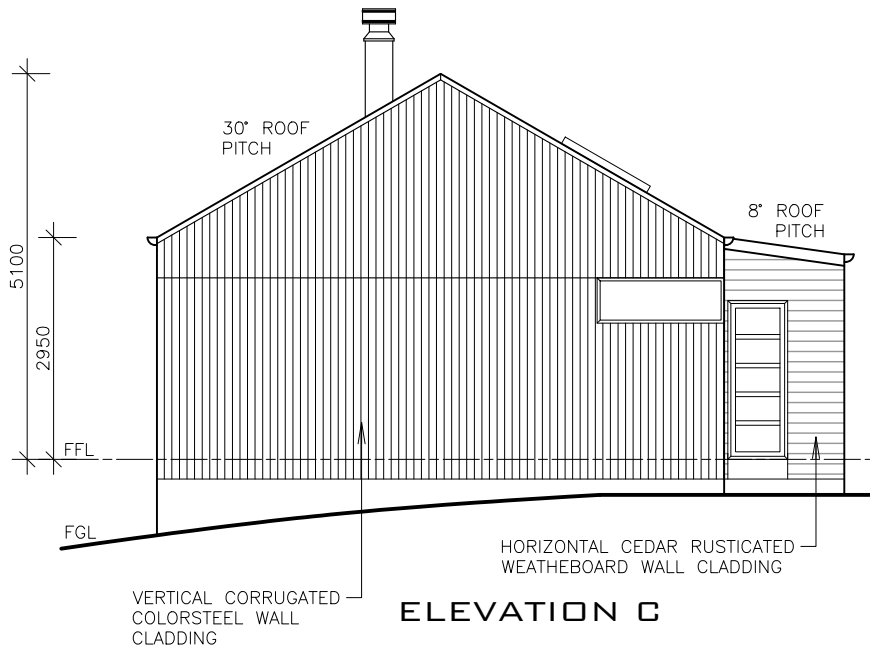 30° ROOF
PITCH
8° ROOF
PITCH
5100
2950
FFL
FGL
HORIZONTAL CEDAR RUSTICATED
WEATHEBOARD WALL CLADDING
VERTICAL CORRUGATED
COLORSTEEL WALL
CLADDING
ELEVATION C